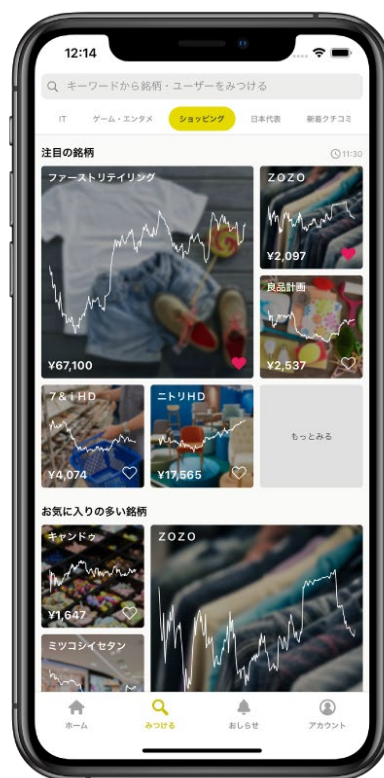 12:14
キーワードから銘柄・ユーザーをみつける
IT ゲーム・エンタメ ショッピング 日本代表 新着クチコミ
注目の銘柄 11:30
ファーストリテイリング
¥67,100
ZOZO
¥2,097
良品計画
¥2,537
7&iHD
¥4,074
ニトリHD
¥17,565
もっとみる
お気に入りの多い銘柄
キャンドゥ
¥1,647
ZOZO
ミツコシイセタン
ホーム みつける おしらせ アカウント